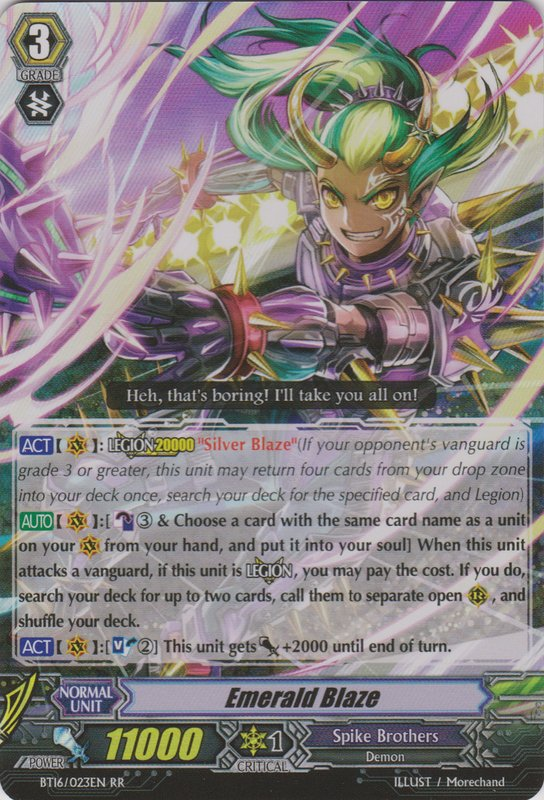 3
GRADE
Heh, that's boring! I'll take you all on!
ACT【 】: LEGION 20000 "Silver Blaze"(If your opponent's vanguard is
grade 3 or greater, this unit may return four cards from your drop zone
into your deck once, search your deck for the specified card, and Legion)
AUTO【 】:[ ③ & Choose a card with the same card name as a unit
on your from your hand, and put it into your soul] When this unit
attacks a vanguard, if this unit is LEGION, you may pay the cost. If you do,
search your deck for up to two cards, call them to separate open R, and
shuffle your deck.
ACT【 】:[ ②] This unit gets +2000 until end of turn.
NORMAL
UNIT
Emerald Blaze
POWER
11000
1
CRITICAL
Spike Brothers
Demon
BT16/023EN RR
ILLUST / Morechand